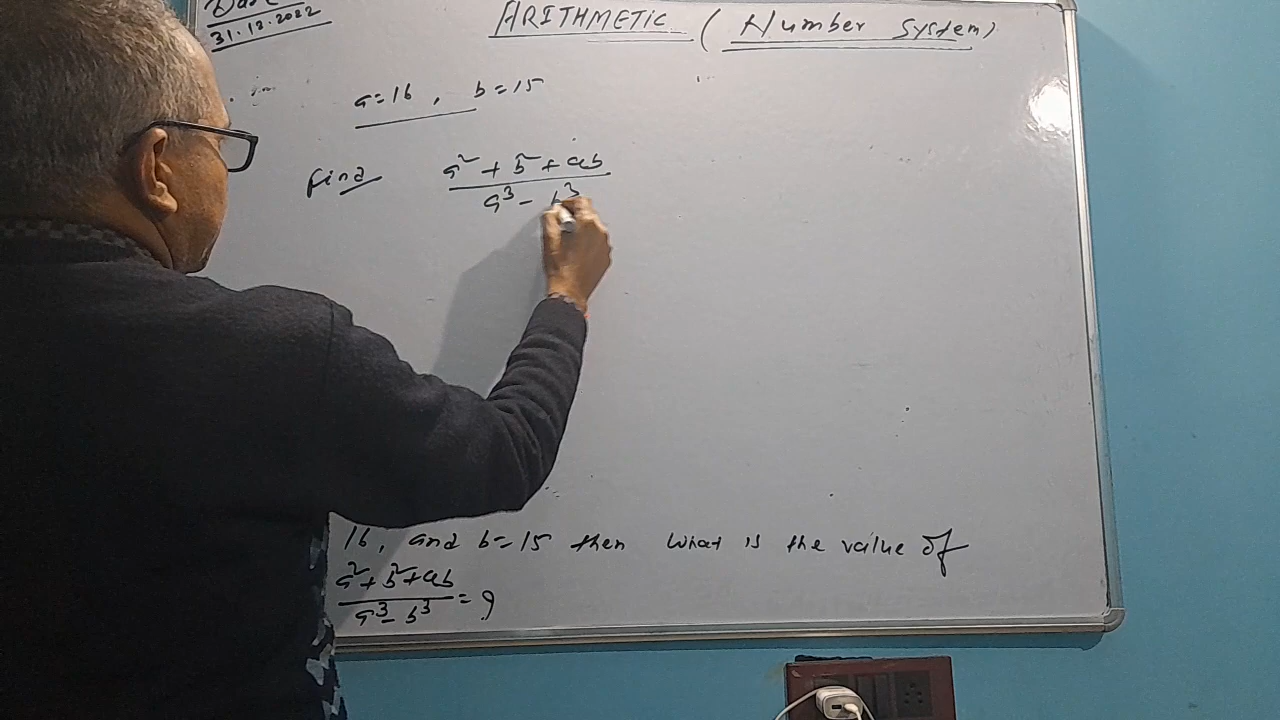 Date
31.12.2022
ARITHMETIC (Number System)
a=16, b=15
find a²+b²+ab
a³-b³
16, and b=15 then what is the value of
a²+b²+ab
a³-b³ = ?